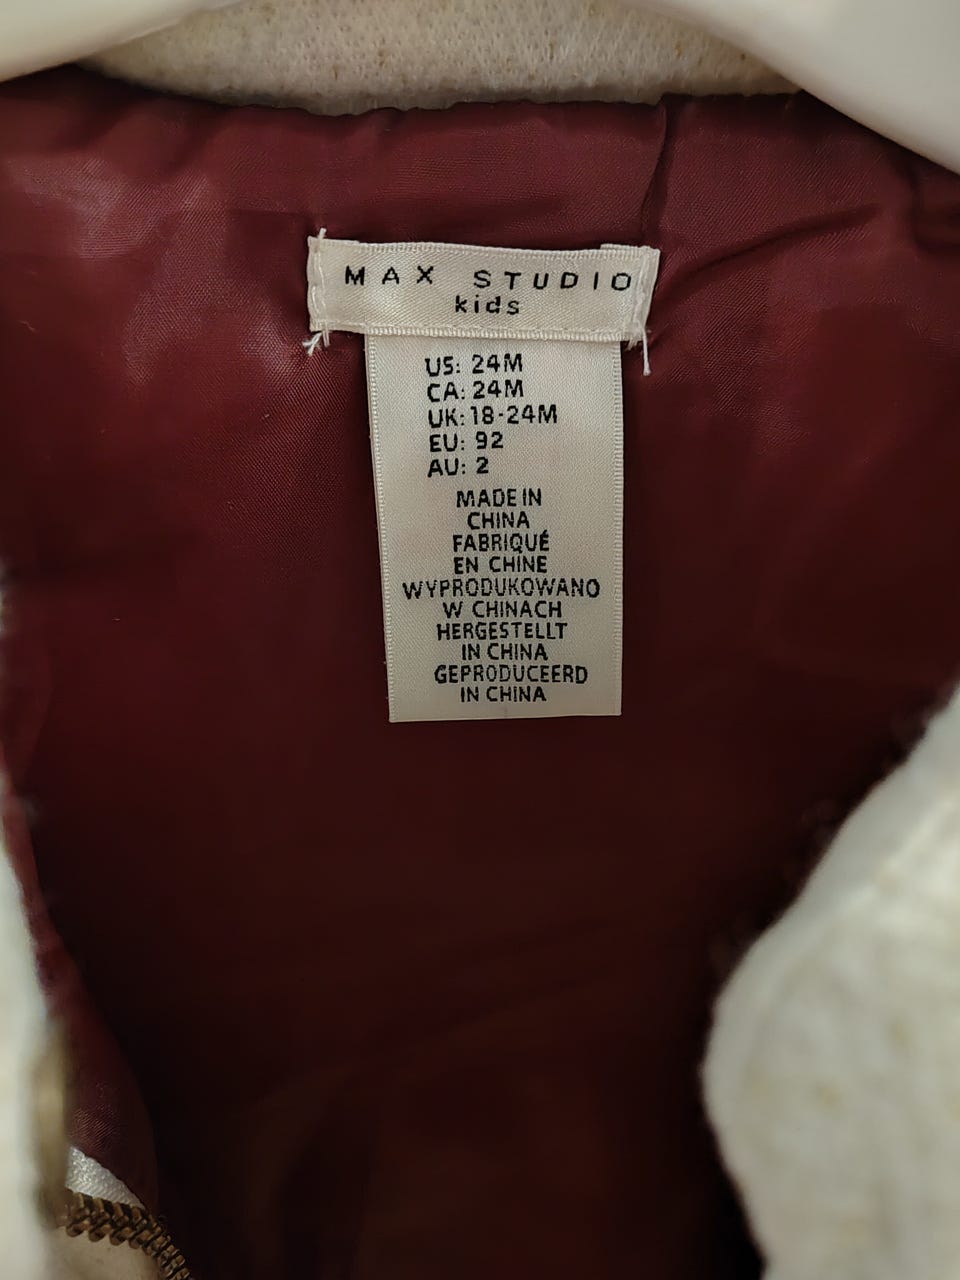 MAX STUDIO
kids
US: 24M
CA: 24M
UK: 18-24M
EU: 92
AU: 2
MADE IN
CHINA
FABRIQUÉ
EN CHINE
WYPRODUKOWANO
W CHINACH
HERGESTELLT
IN CHINA
GEPRODUCEERD
IN CHINA